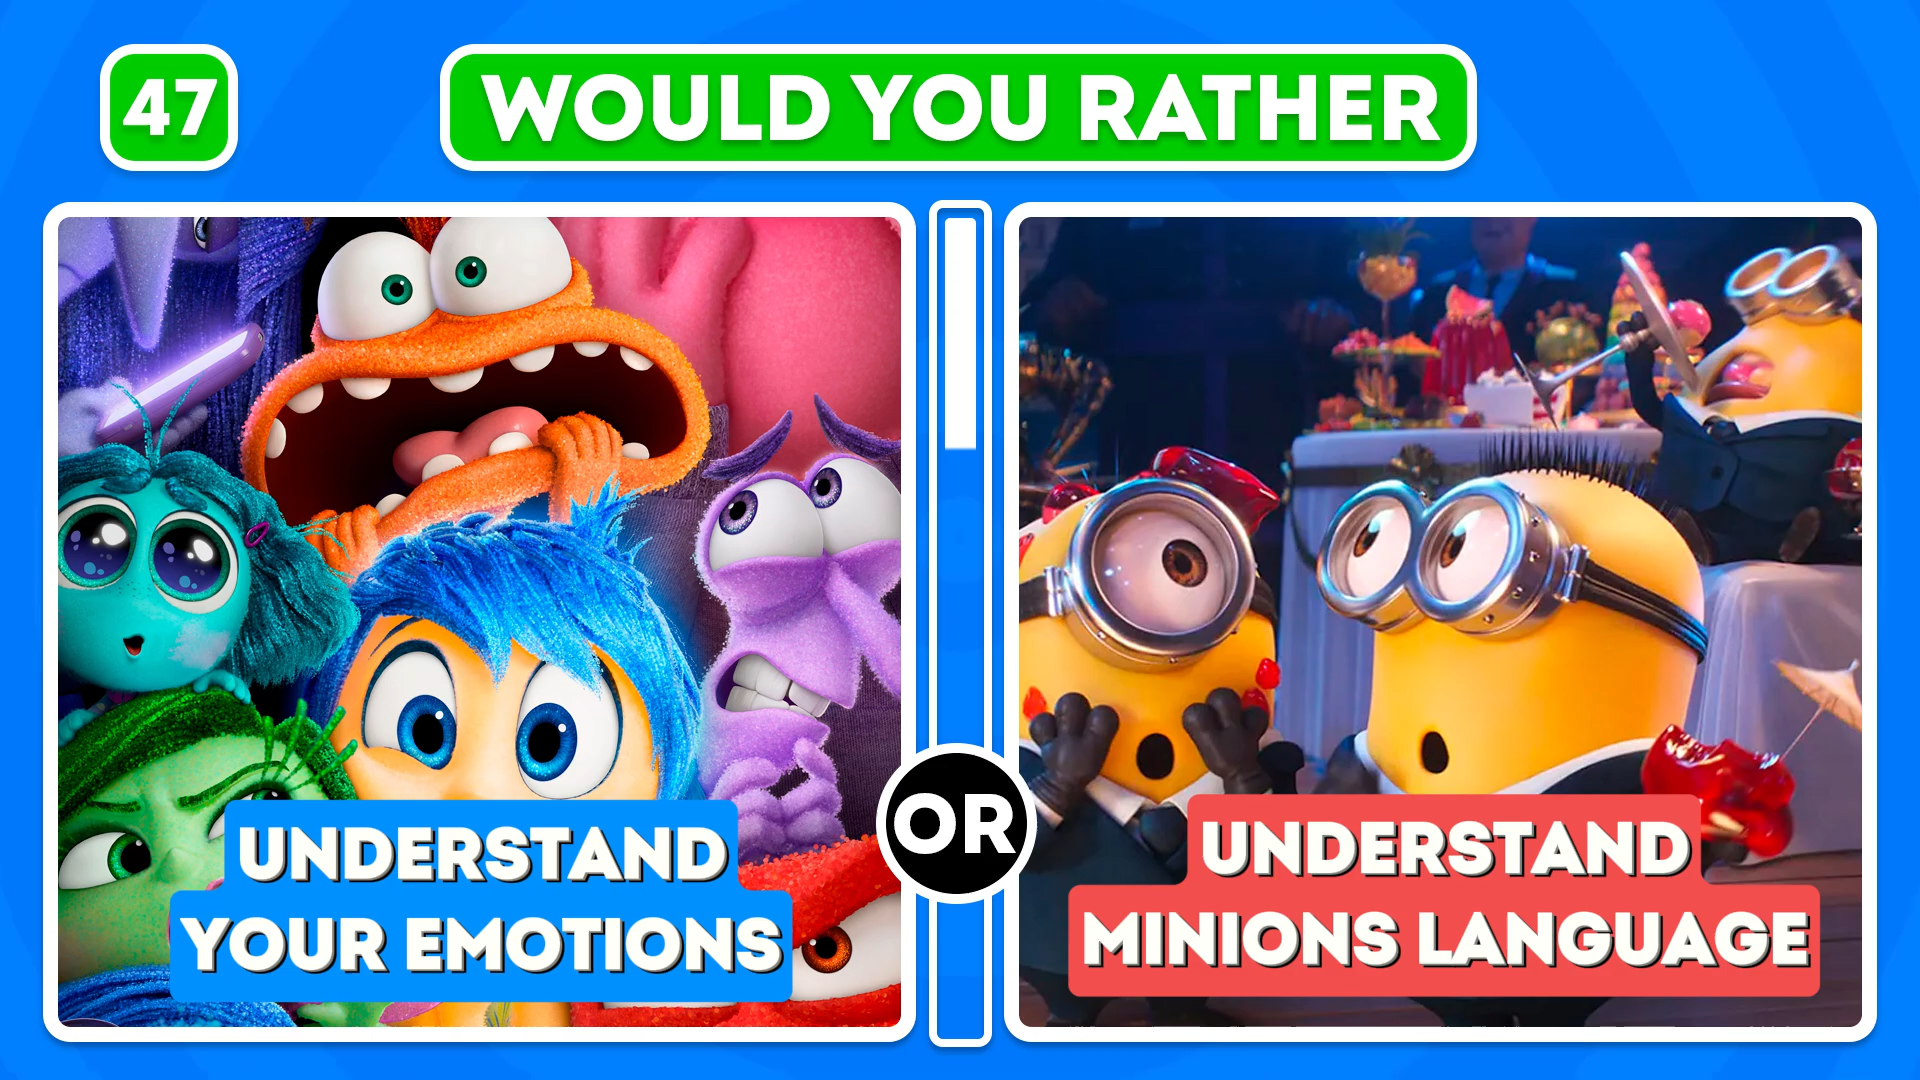 47
WOULD YOU RATHER
UNDERSTAND
YOUR EMOTIONS
OR
UNDERSTAND
MINIONS LANGUAGE